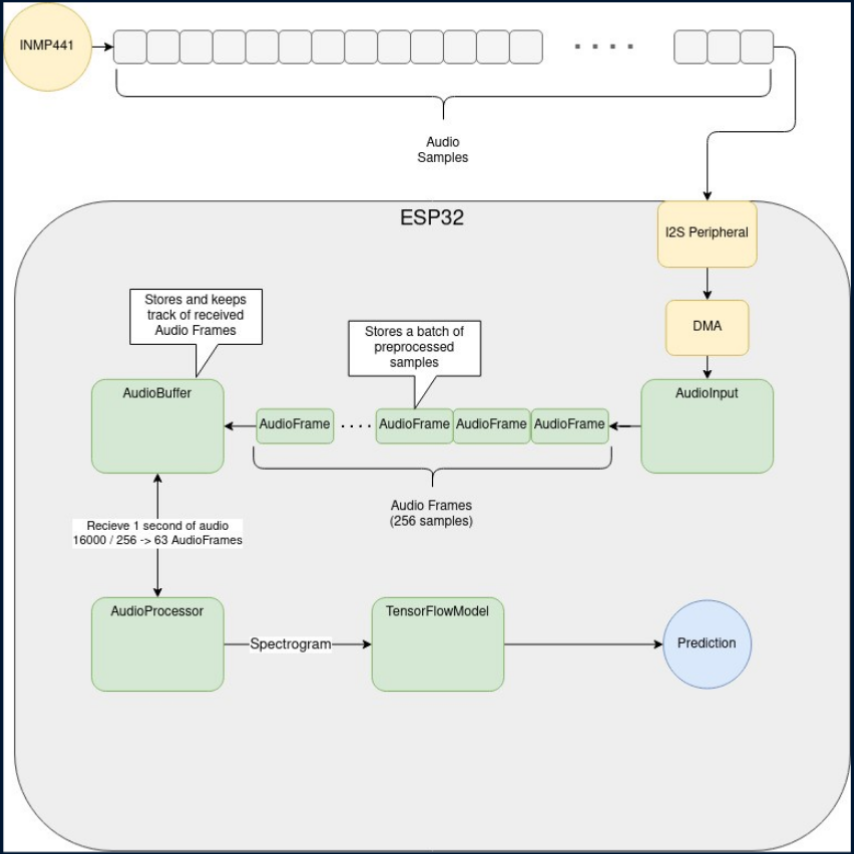 INMP441
Audio
Samples
ESP32
I2S Peripheral
DMA
Stores and keeps
track of received
Audio Frames
Stores a batch of
preprocessed
samples
AudioBuffer
AudioFrame
AudioFrame
AudioFrame
AudioFrame
AudioInput
Audio Frames
(256 samples)
Recieve 1 second of audio
16000 / 256 -> 63 AudioFrames
AudioProcessor
Spectrogram
TensorFlowModel
Prediction